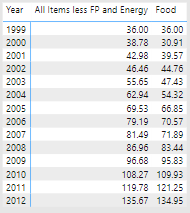 Year All Items less FP and Energy Food
1999 36.00 36.00
2000 38.78 30.91
2001 42.98 39.57
2002 46.46 44.76
2003 55.65 47.43
2004 62.94 54.32
2005 69.53 66.85
2006 79.19 70.57
2007 81.49 71.89
2008 86.96 83.44
2009 96.68 95.83
2010 108.27 109.93
2011 119.78 121.25
2012 135.67 134.95